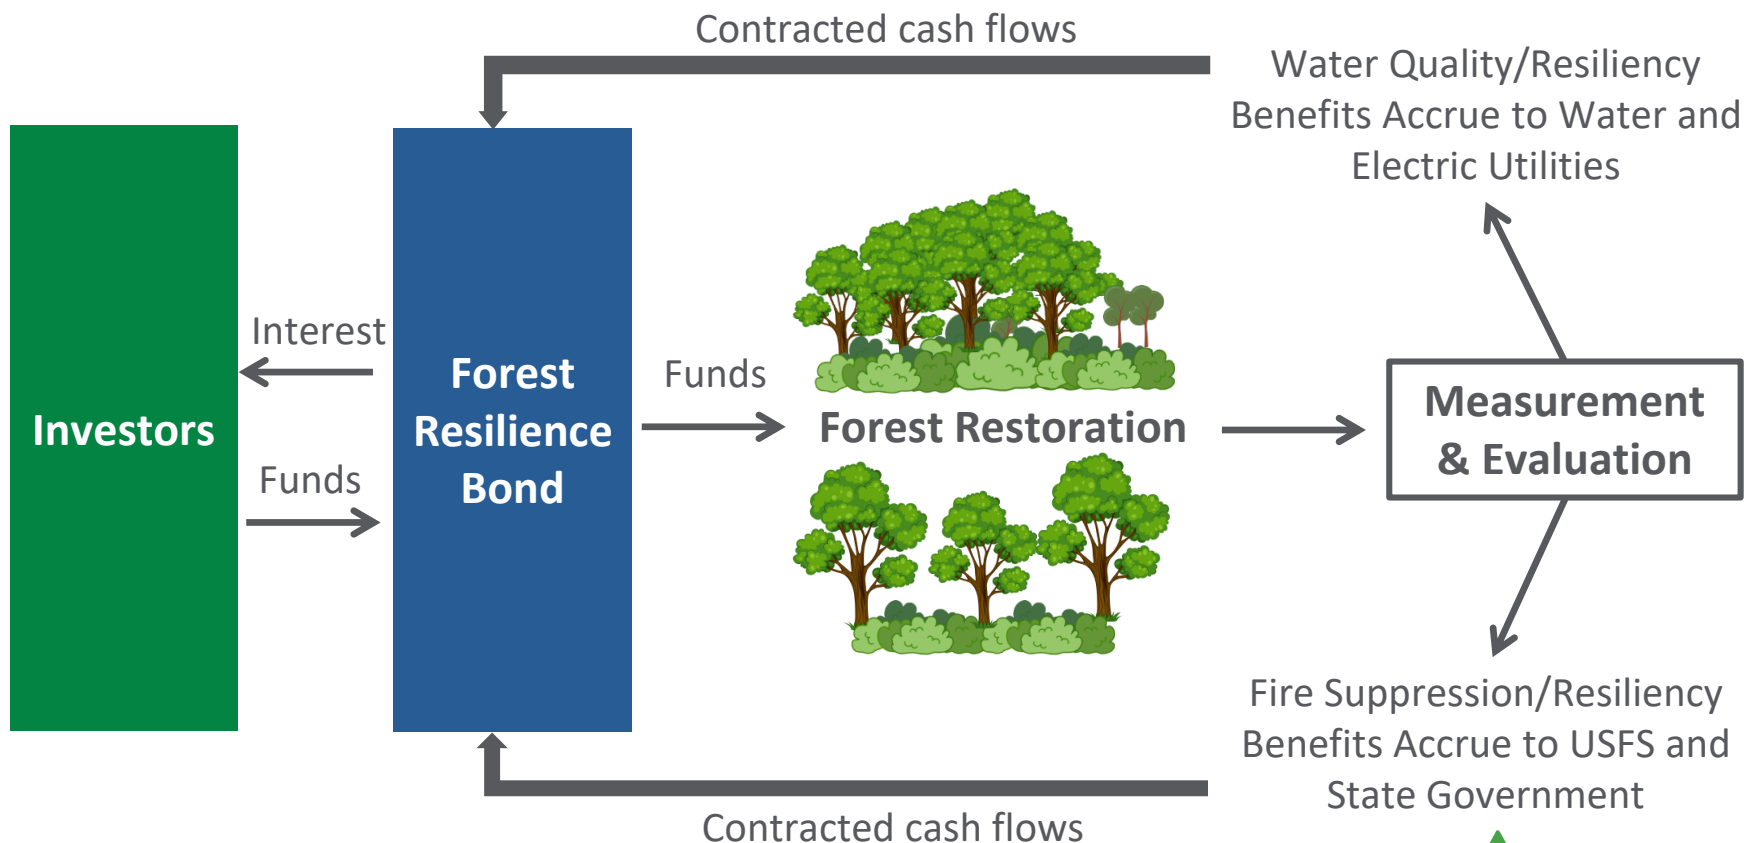 Contracted cash flows
Water Quality/Resiliency
Benefits Accrue to Water and
Electric Utilities
Investors
Interest
Funds
Forest
Resilience
Bond
Funds
Forest Restoration
Measurement
& Evaluation
Fire Suppression/Resiliency
Benefits Accrue to USFS and
State Government
Contracted cash flows